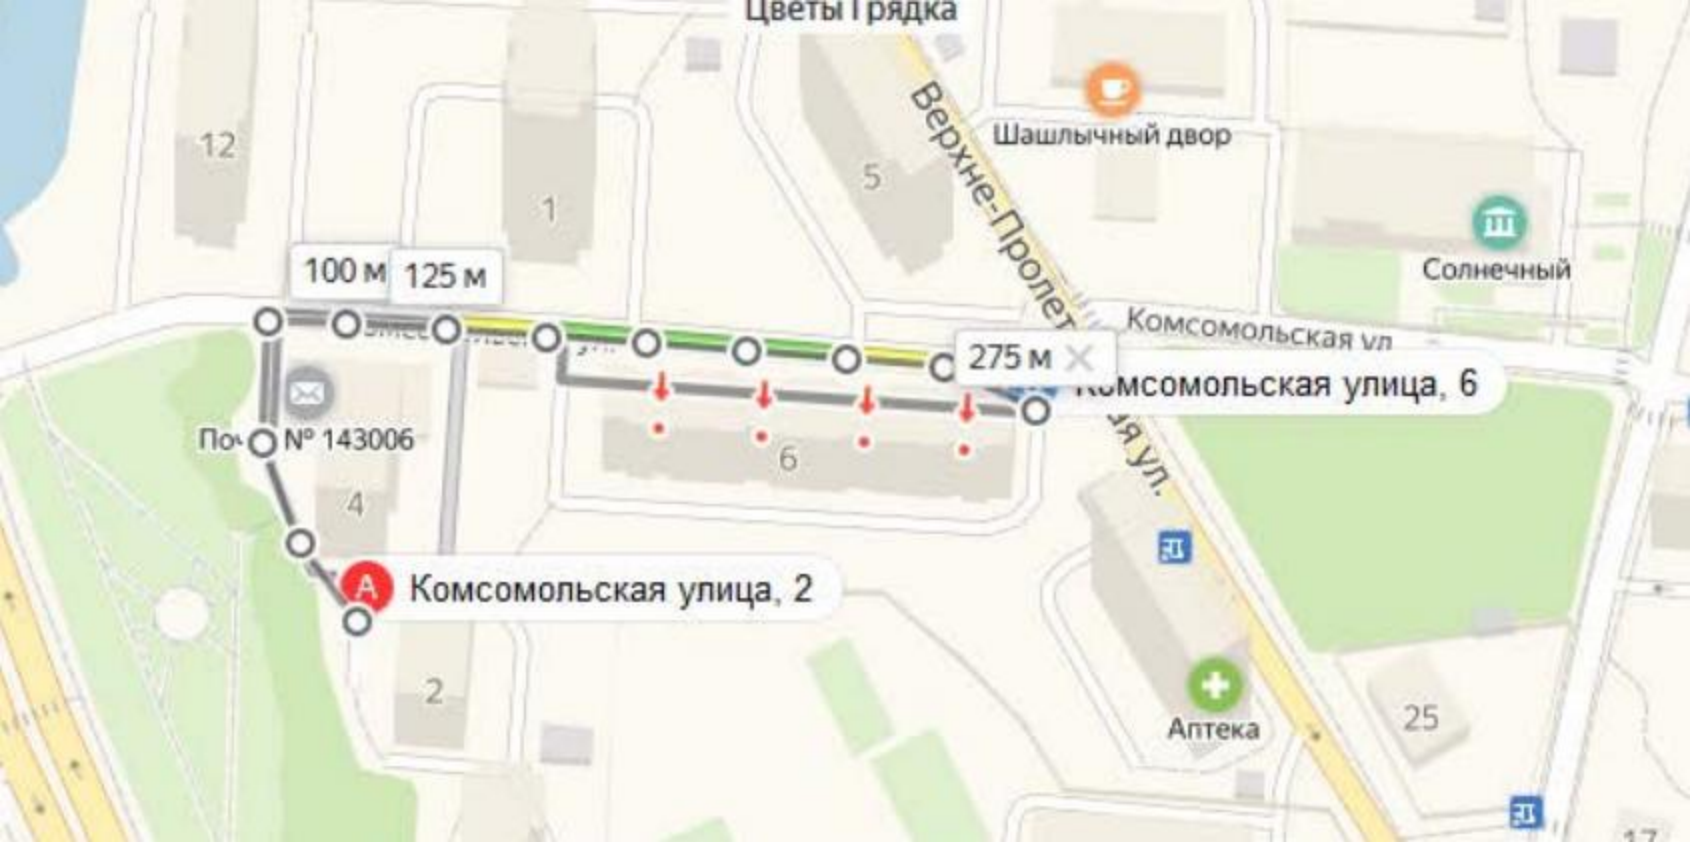 Цветы Грядка
Шашлычный двор
12
1
5
Верхне-Пролет
ая ул.
Солнечный
100 м
125 м
Комсомольская ул
275 м
Комсомольская улица, 6
№ 143006
6
4
А
Комсомольская улица, 2
2
Аптека
25
17